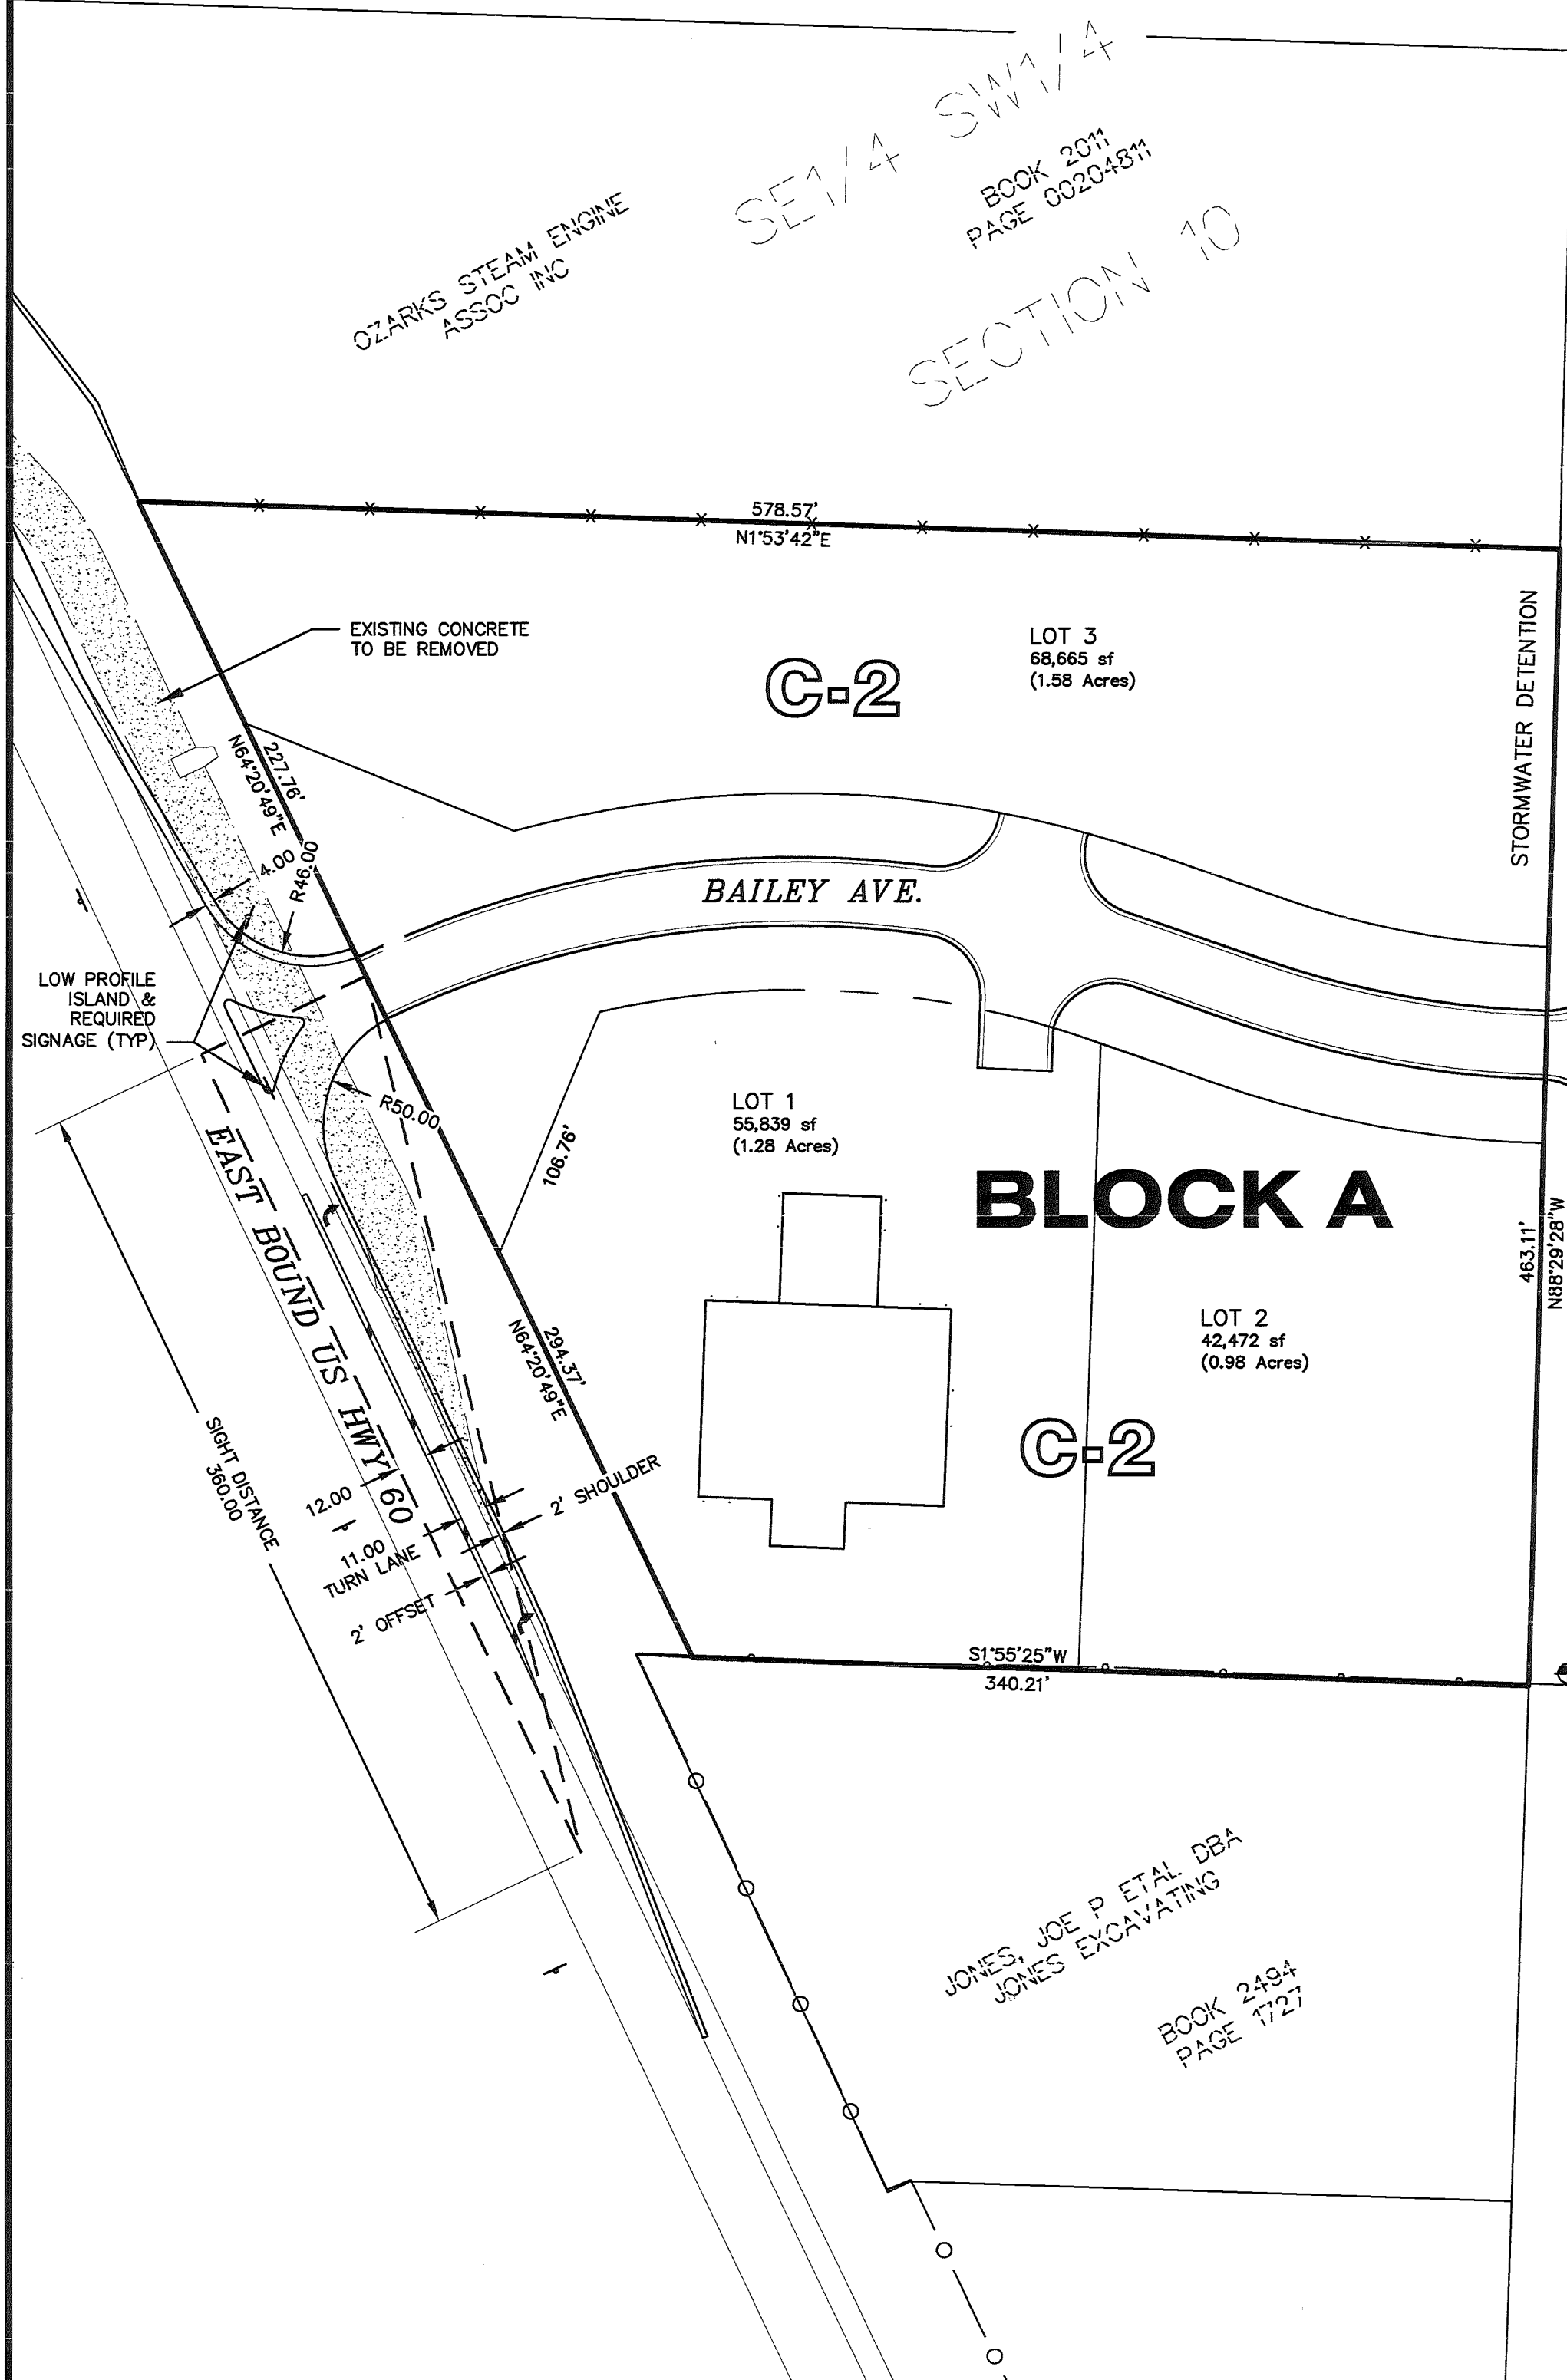 SE1/4 SW1/4
BOOK 2011
PAGE 00204811
SECTION 10
OZARKS STEAM ENGINE
ASSOC INC
578.57'
N1°53'42"E
EXISTING CONCRETE
TO BE REMOVED
C-2
LOT 3
68,665 sf
(1.58 Acres)
STORMWATER DETENTION
227.76'
N64°20'49"E
4.00
R46.00
BAILEY AVE.
LOW PROFILE
ISLAND &
REQUIRED
SIGNAGE (TYP)
R50.00
106.76'
LOT 1
55,839 sf
(1.28 Acres)
BLOCK A
463.11'
N88°29'28"W
EAST BOUND US HWY 60
294.37'
N64°20'49"E
LOT 2
42,472 sf
(0.98 Acres)
C-2
SIGHT DISTANCE
360.00
12.00
11.00
TURN LANE
2' OFFSET
2' SHOULDER
S1°55'25"W
340.21'
JONES, JOE P ETAL DBA
JONES EXCAVATING
BOOK 2494
PAGE 1727